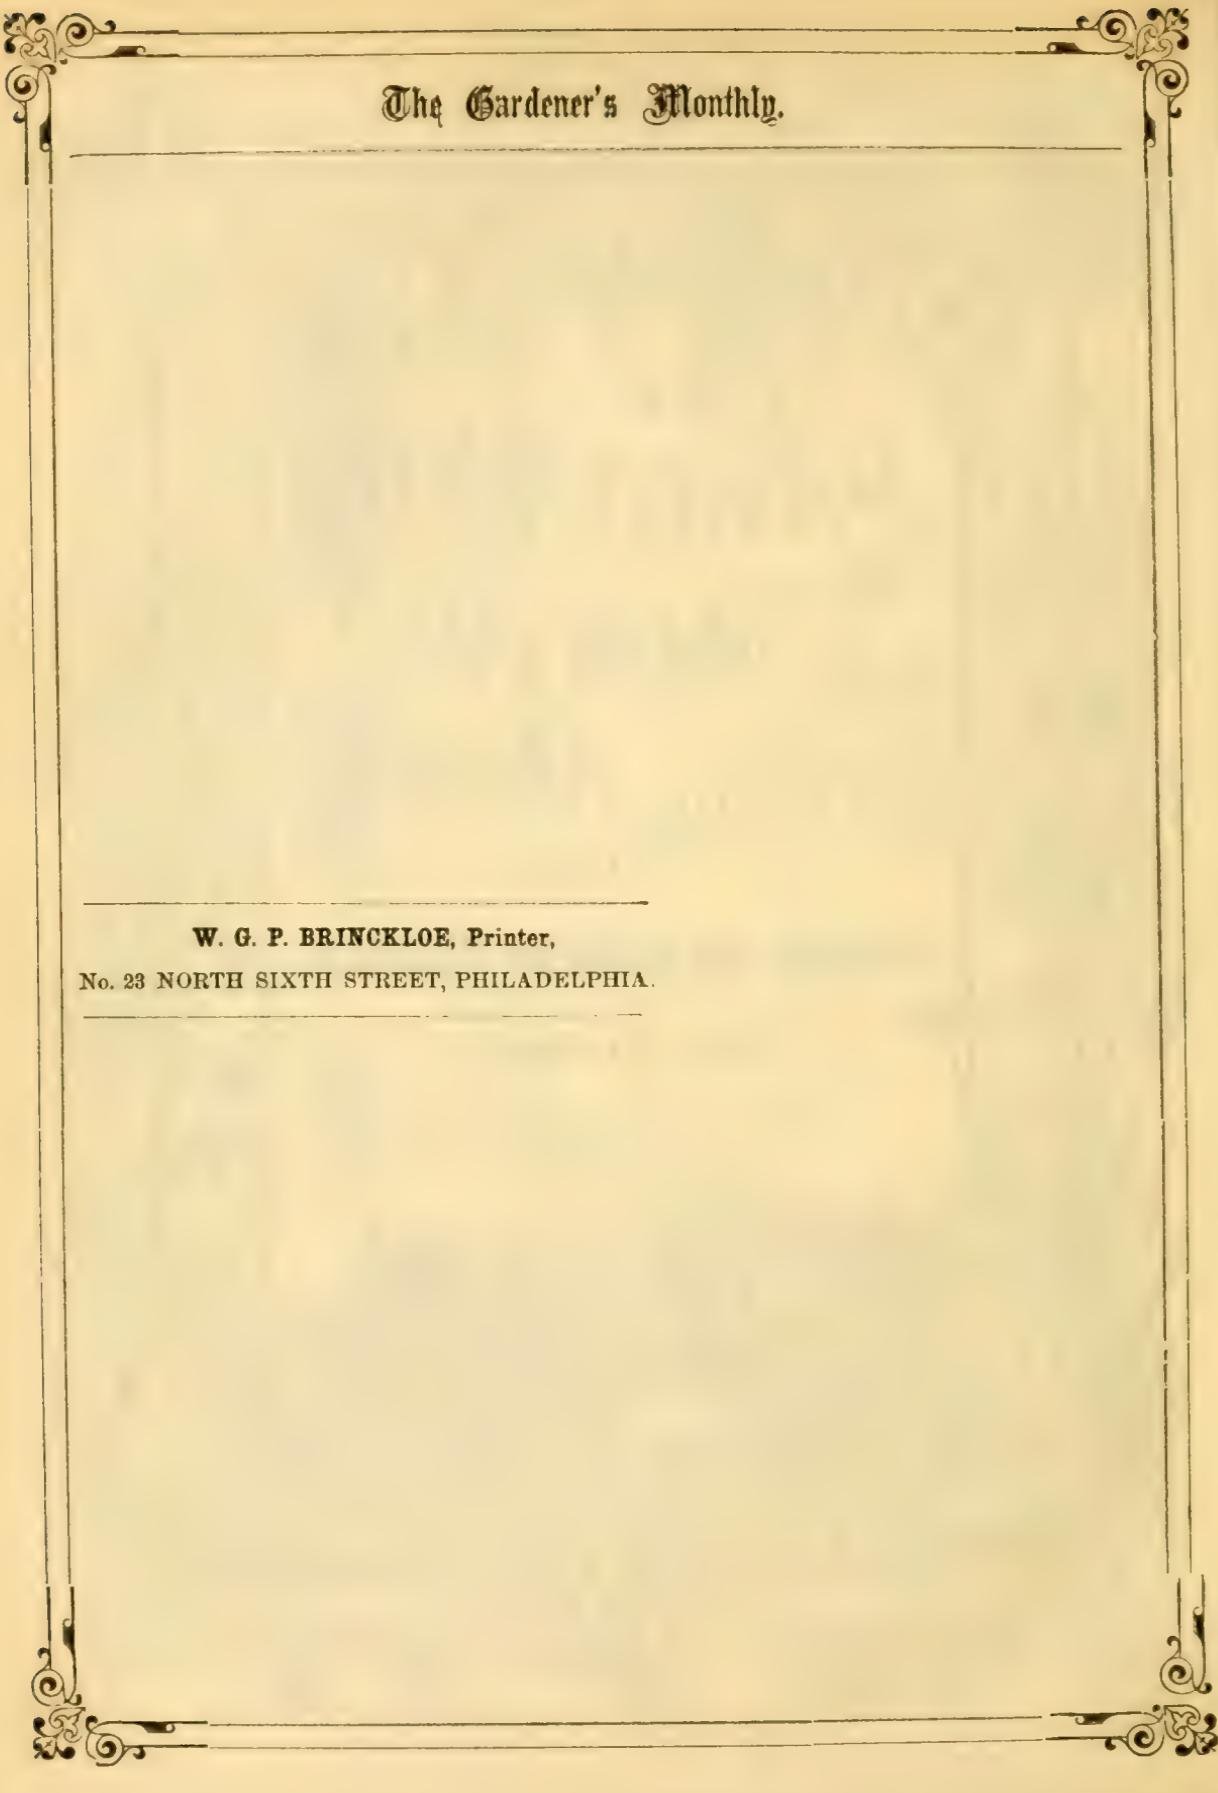 The Gardener's Monthly.
W. G. P. BRINCKLOE, Printer,
No. 23 NORTH SIXTH STREET, PHILADELPHIA.